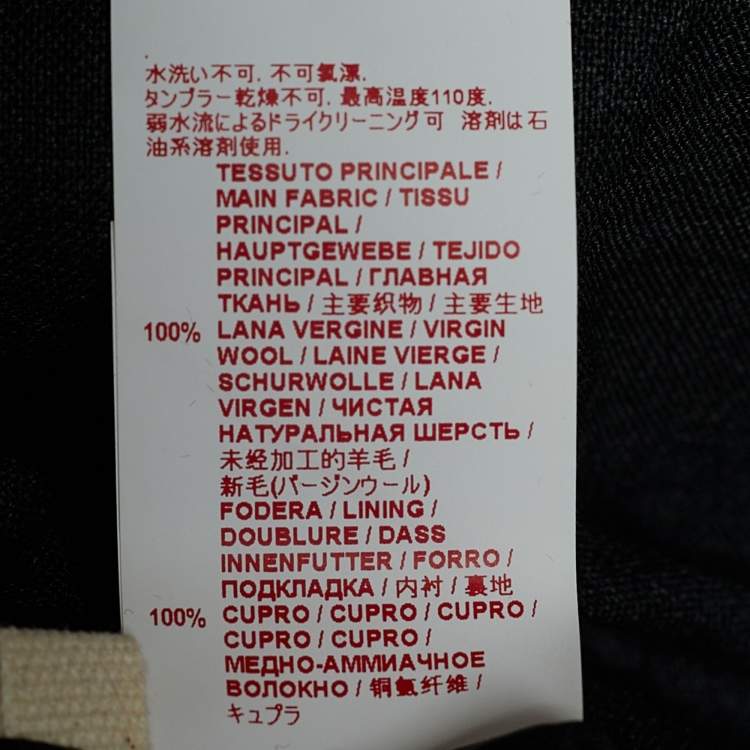 水洗い不可. 不可氯漂.
タンブラー乾燥不可. 最高温度110度.
弱水流によるドライクリーニング可 溶剤は石
油系溶剤使用.
TESSUTO PRINCIPALE /
MAIN FABRIC / TISSU
PRINCIPAL /
HAUPTGEWEBE / TEJIDO
PRINCIPAL / ГЛАВНАЯ
ТКАНЬ / 主要织物 / 主要生地
100% LANA VERGINE / VIRGIN
WOOL / LAINE VIERGE /
SCHURWOLLE / LANA
VIRGEN / ЧИСТАЯ
НАТУРАЛЬНАЯ ШЕРСТЬ /
未经加工的羊毛 /
新毛(バージンウール)
FODERA / LINING /
DOUBLURE / DASS
INNENFUTTER / FORRO /
ПОДКЛАДКА / 内衬 / 裏地
100% CUPRO / CUPRO / CUPRO /
CUPRO / CUPRO /
МЕДНО-АММИАЧНОЕ
ВОЛОКНО / 铜氨纤维 /
キュプラ